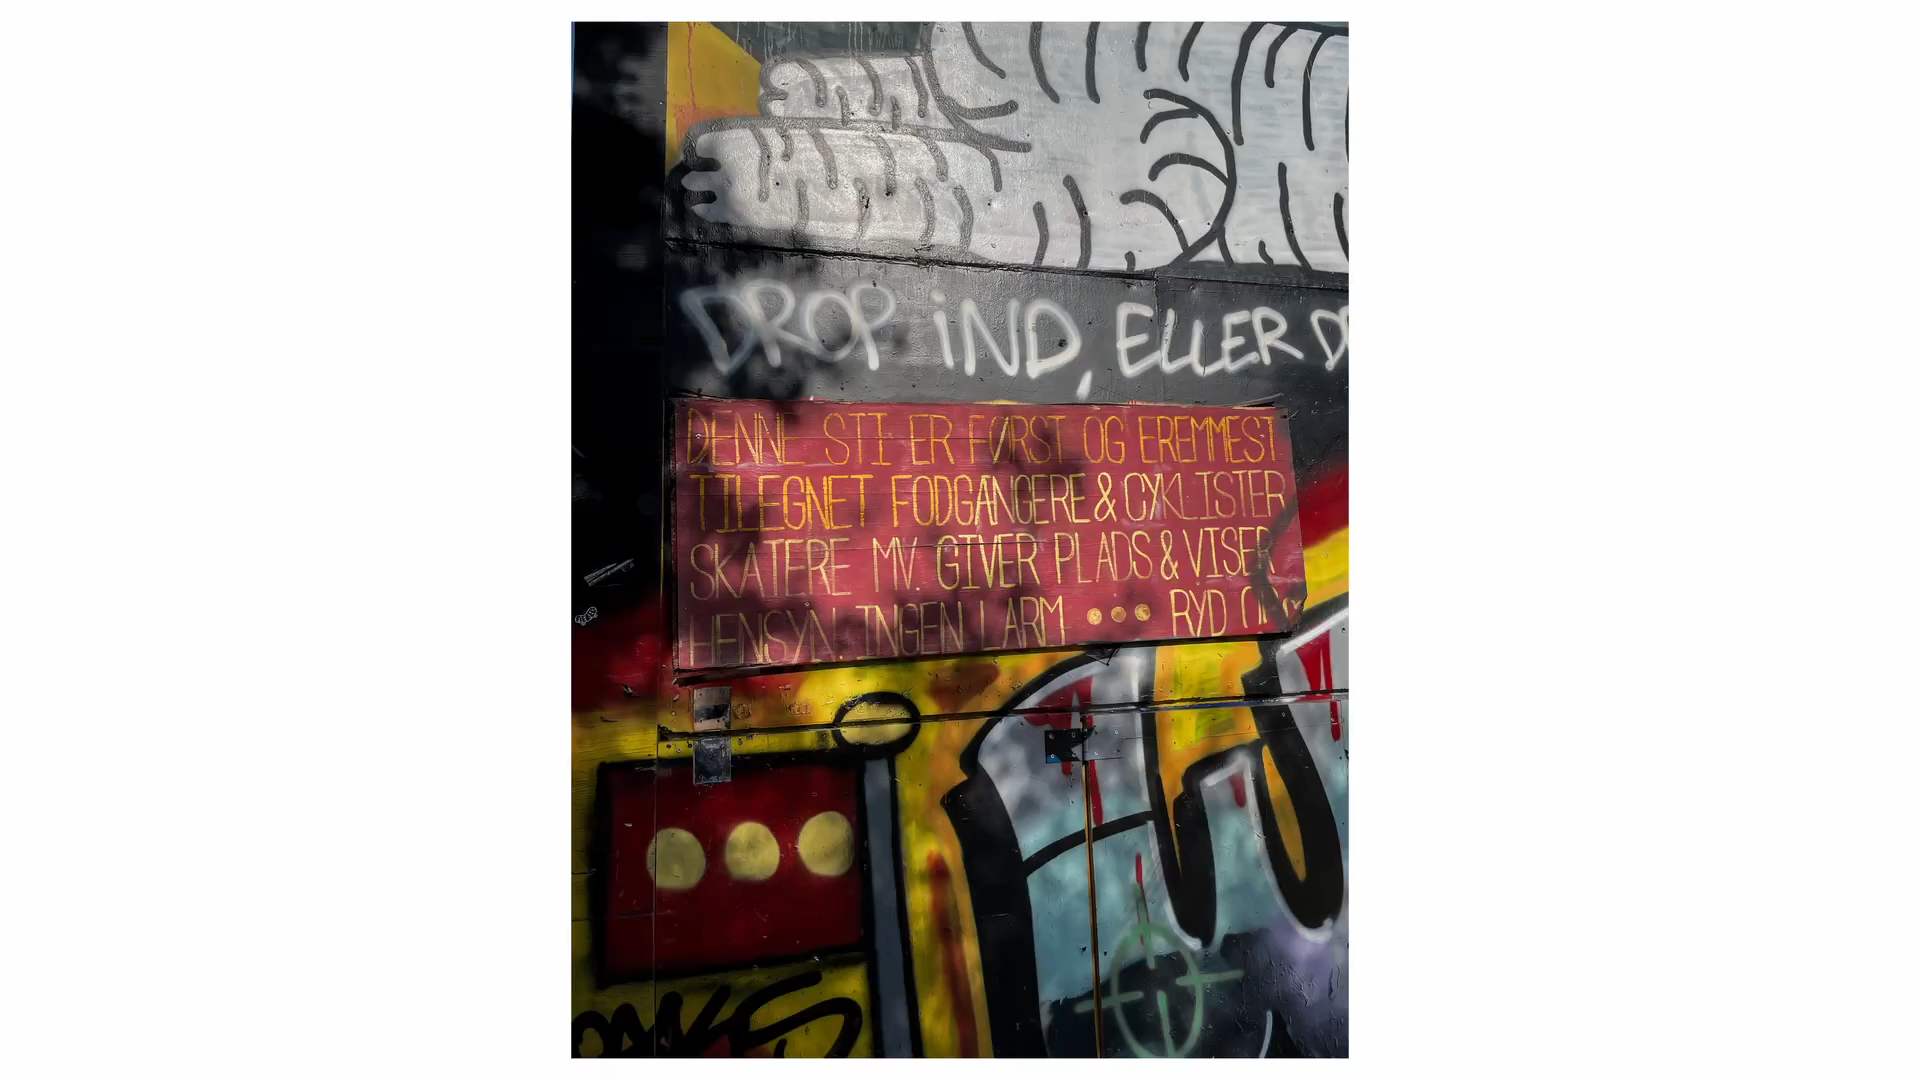 DROP iND, ELLER
DENNE STI ER FØRST OG FREMMEST
TILEGNET FODGANGERE & CYKLISTER
SKATERE MV. GIVER PLADS & VISER
HENSYN. INGEN LARM ••• RYD OP